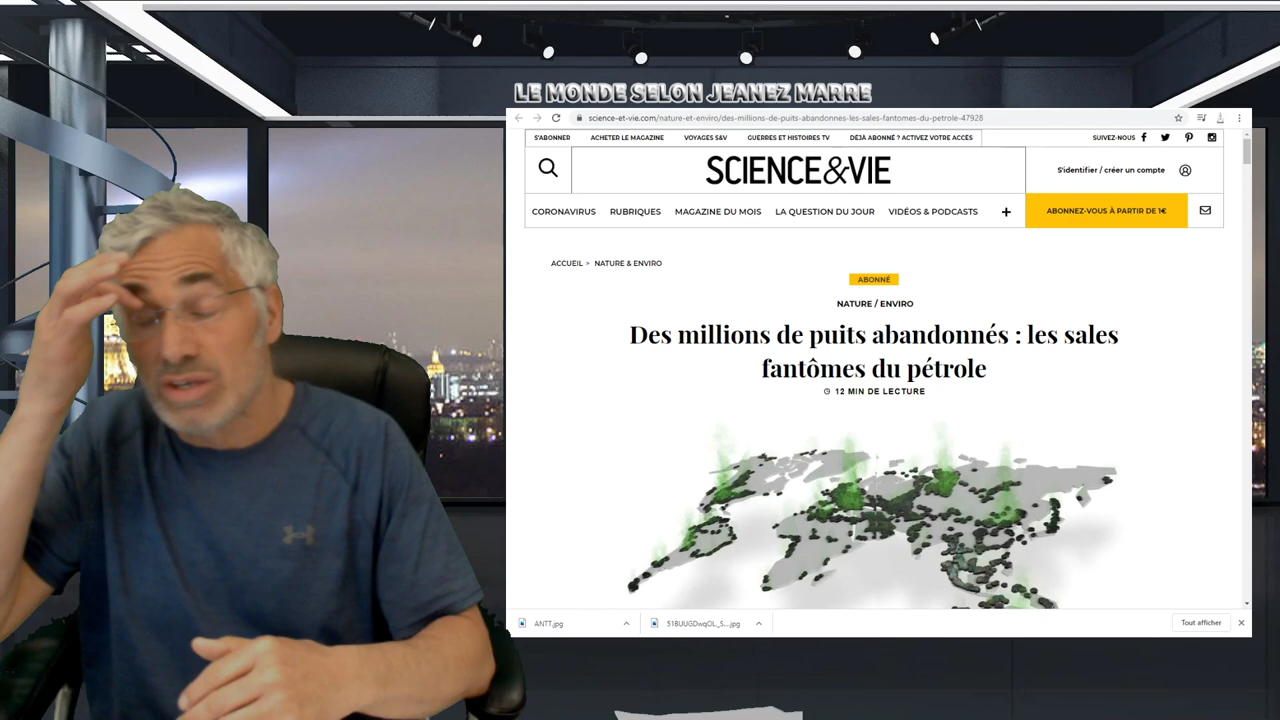 LE MONDE SELON JEANEZ MARRE
science-et-vie.com/nature-et-enviro/des-millions-de-puits-abandonnes-les-sales-fantomes-du-petrole-47928
S'ABONNER ACHETER LE MAGAZINE VOYAGES S&V GUERRES ET HISTOIRES TV DÉJÀ ABONNÉ ? ACTIVEZ VOTRE ACCÈS SUIVEZ-NOUS
SCIENCE&VIE
S'identifier / créer un compte
CORONAVIRUS RUBRIQUES MAGAZINE DU MOIS LA QUESTION DU JOUR VIDÉOS & PODCASTS + ABONNEZ-VOUS À PARTIR DE 1€
ACCUEIL > NATURE & ENVIRO
ABONNÉ
NATURE / ENVIRO
Des millions de puits abandonnés : les sales
fantômes du pétrole
12 MIN DE LECTURE
ANTT.jpg 51BUUGDwqOL_S....jpg Tout afficher